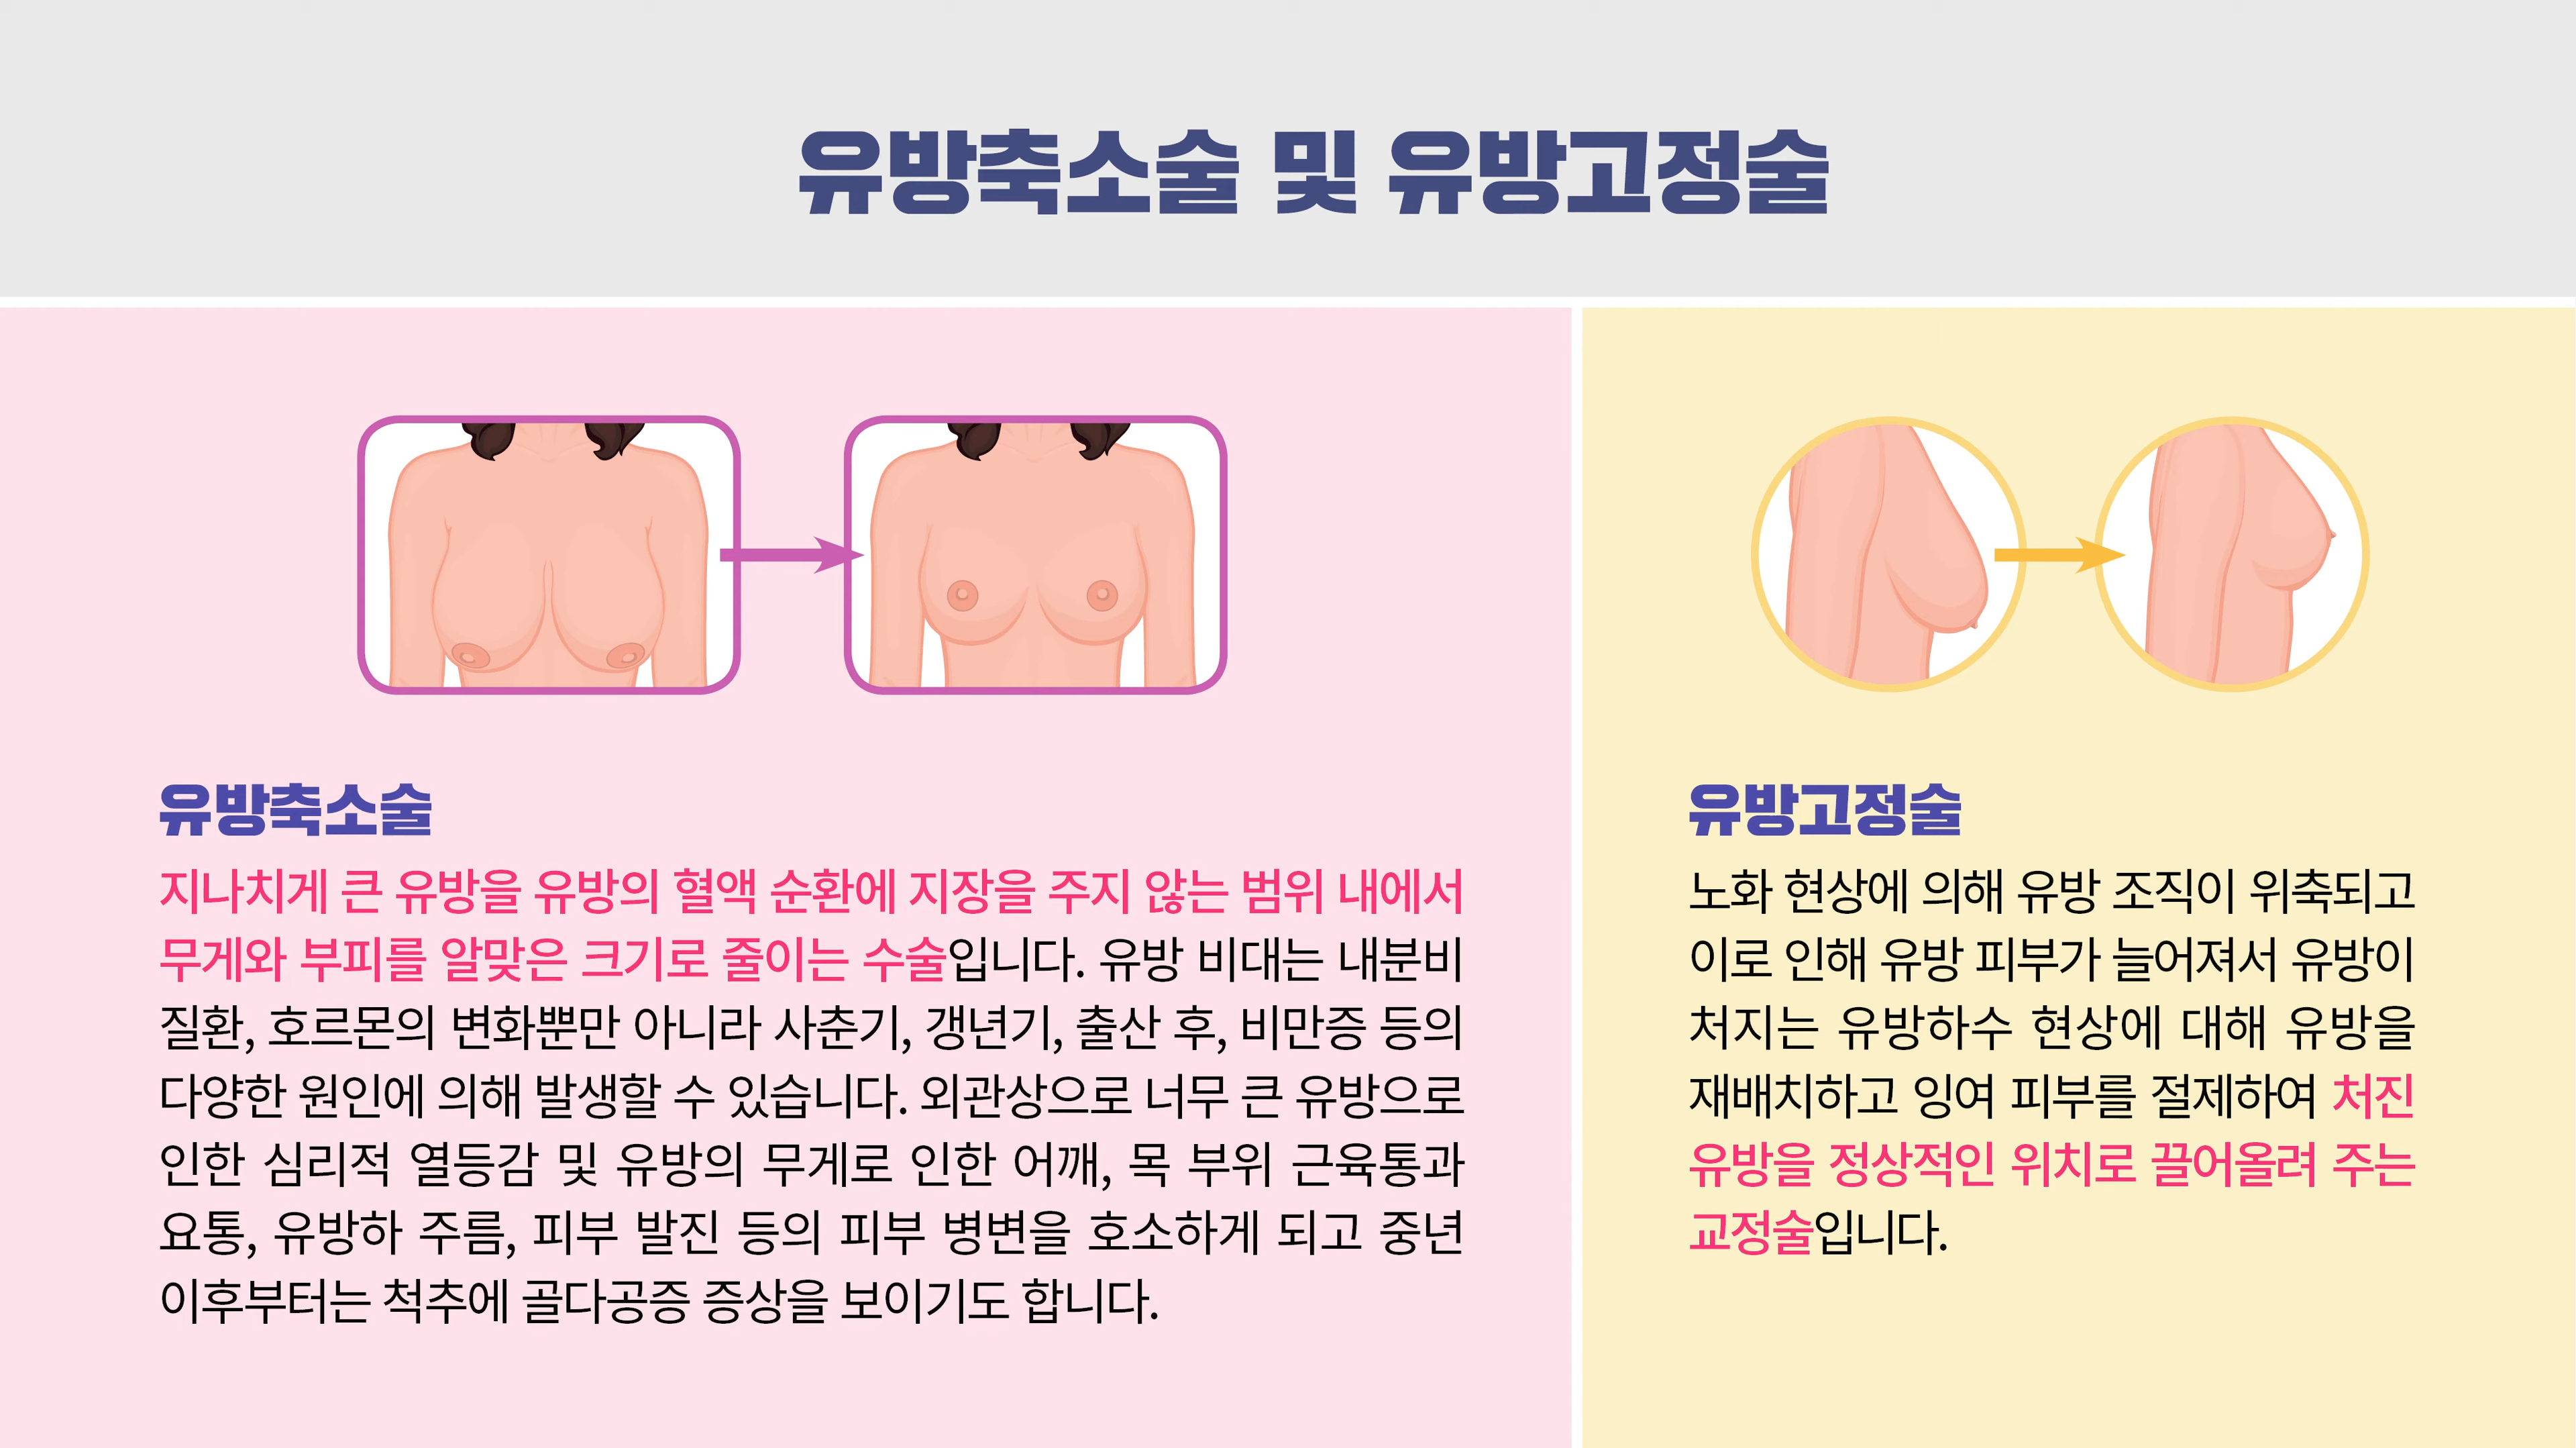 유방축소술 및 유방고정술
유방축소술
지나치게 큰 유방을 유방의 혈액 순환에 지장을 주지 않는 범위 내에서
무게와 부피를 알맞은 크기로 줄이는 수술입니다. 유방 비대는 내분비
질환, 호르몬의 변화뿐만 아니라 사춘기, 갱년기, 출산 후, 비만증 등의
다양한 원인에 의해 발생할 수 있습니다. 외관상으로 너무 큰 유방으로
인한 심리적 열등감 및 유방의 무게로 인한 어깨, 목 부위 근육통과
요통, 유방하 주름, 피부 발진 등의 피부 병변을 호소하게 되고 중년
이후부터는 척추에 골다공증 증상을 보이기도 합니다.
유방고정술
노화 현상에 의해 유방 조직이 위축되고
이로 인해 유방 피부가 늘어져서 유방이
처지는 유방하수 현상에 대해 유방을
재배치하고 잉여 피부를 절제하여 처진
유방을 정상적인 위치로 끌어올려 주는
교정술입니다.